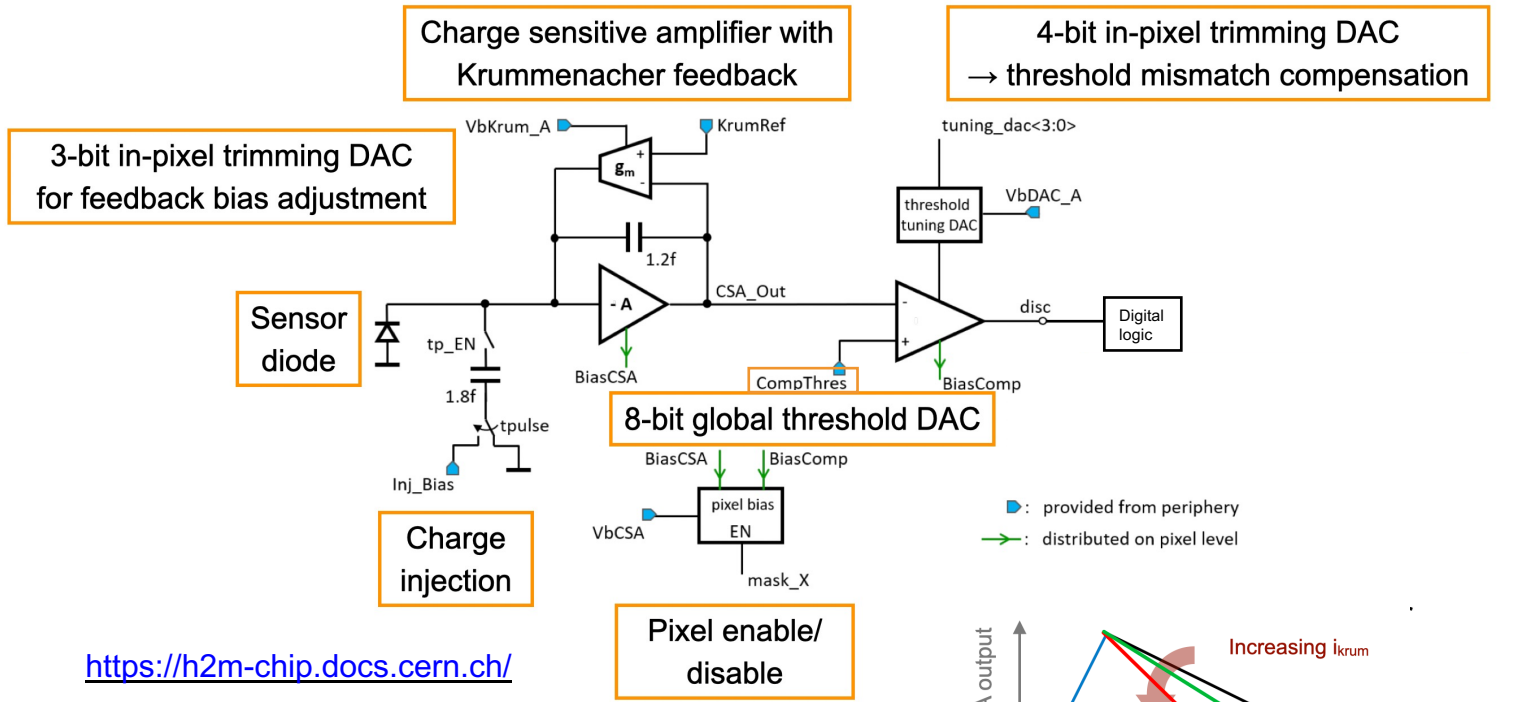 Charge sensitive amplifier with
Krummenacher feedback
4-bit in-pixel trimming DAC
→ threshold mismatch compensation
3-bit in-pixel trimming DAC
for feedback bias adjustment
VbKrum_A
KrumRef
+
gm
-
tuning_dac<3:0>
threshold
tuning DAC
VbDAC_A
1.2f
Sensor
diode
- A
CSA_Out
-
+
disc
Digital
logic
tp_EN
BiasCSA
CompThres
BiasComp
1.8f
tpulse
8-bit global threshold DAC
Inj_Bias
BiasCSA
BiasComp
pixel bias
EN
VbCSA
mask_X
: provided from periphery
: distributed on pixel level
Charge
injection
Pixel enable/
disable
https://h2m-chip.docs.cern.ch/
A output
Increasing ikrum